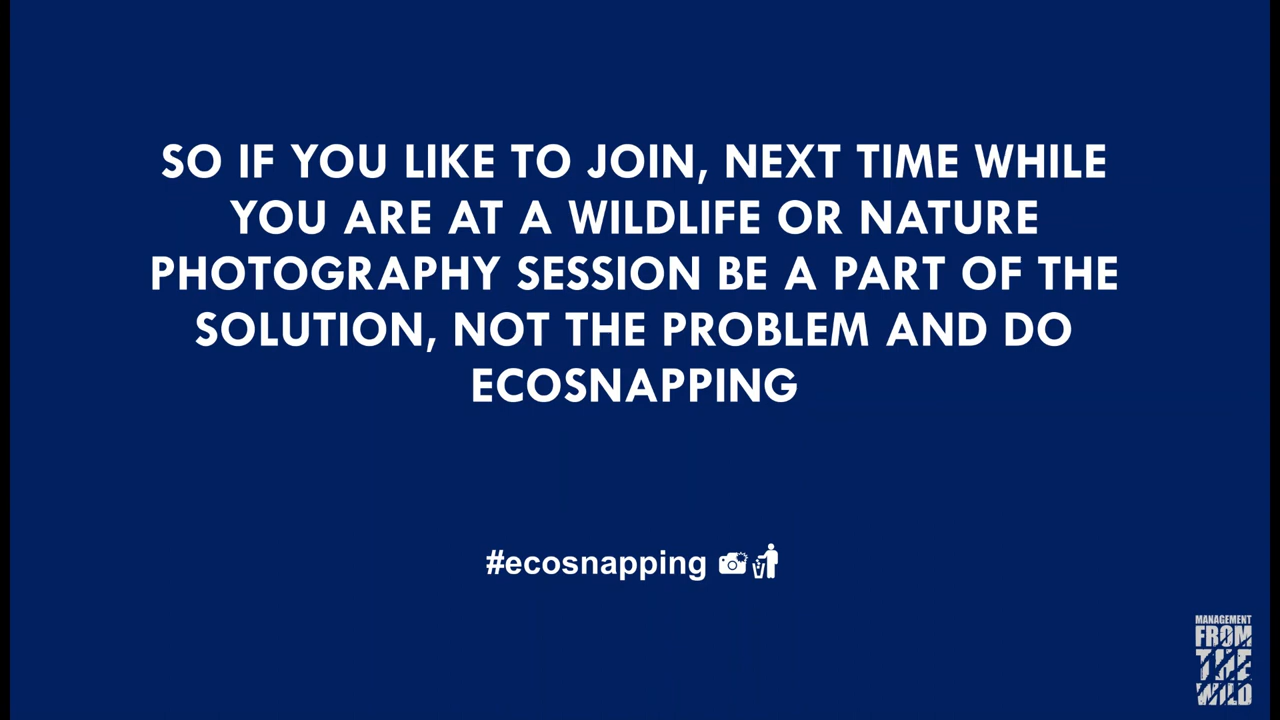 SO IF YOU LIKE TO JOIN, NEXT TIME WHILE
YOU ARE AT A WILDLIFE OR NATURE
PHOTOGRAPHY SESSION BE A PART OF THE
SOLUTION, NOT THE PROBLEM AND DO
ECOSNAPPING
#ecosnapping 📸🚮
MANAGEMENT
FROM
THE
WILD